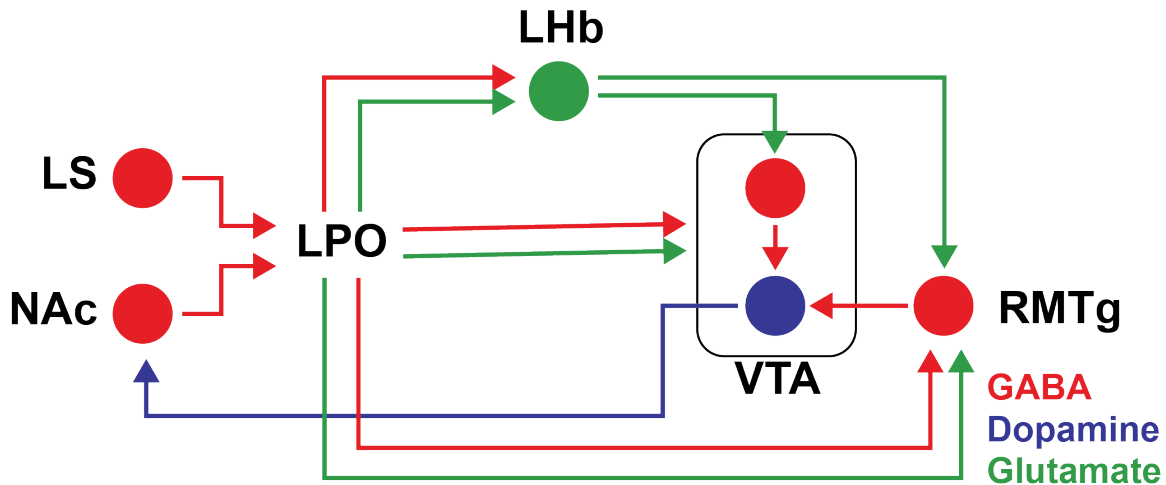 LHb
LS
LPO
NAc
RMTg
VTA
GABA
Dopamine
Glutamate